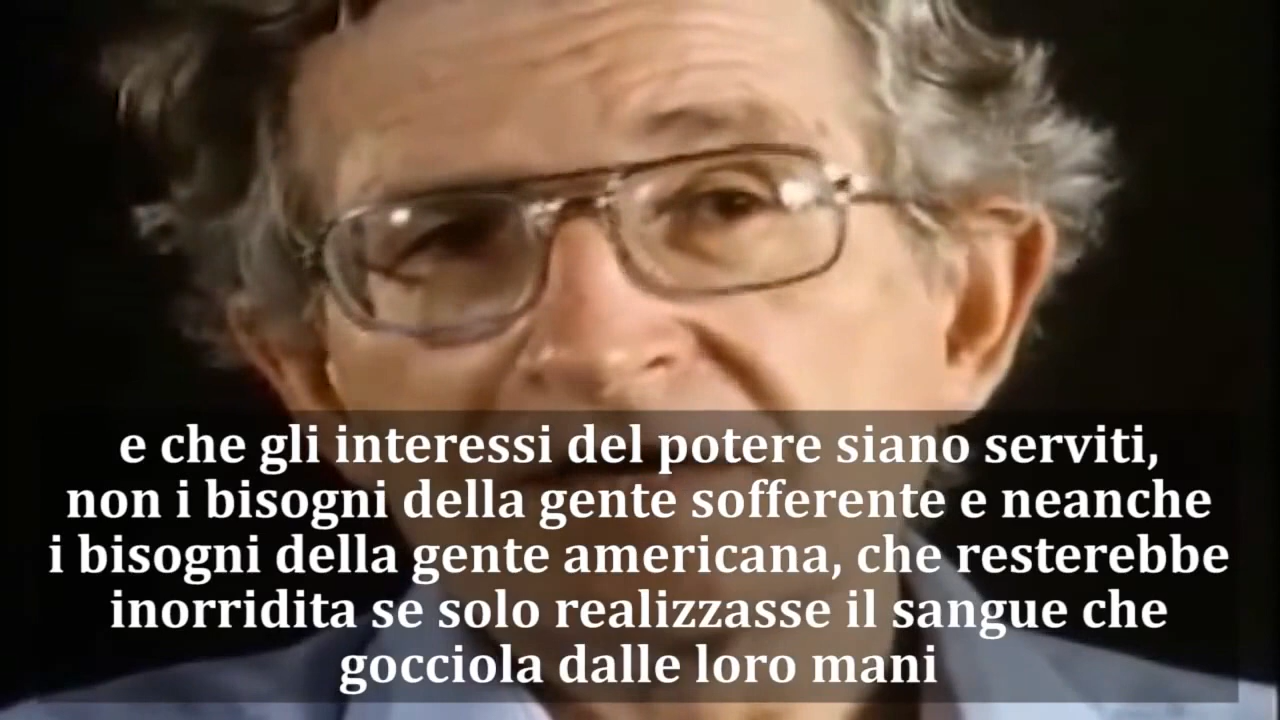 e che gli interessi del potere siano serviti,
non i bisogni della gente sofferente e neanche
i bisogni della gente americana, che resterebbe
inorridita se solo realizzasse il sangue che
gocciola dalle loro mani